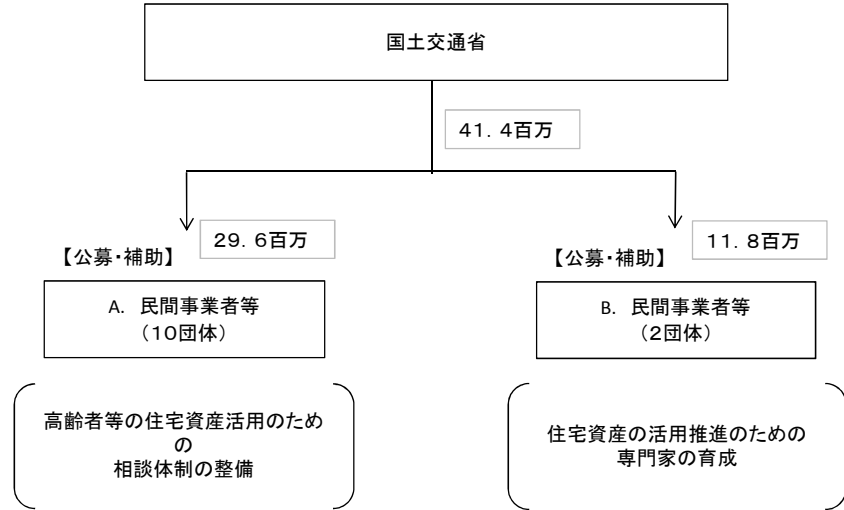 国土交通省
41．4百万
29．6百万
【公募・補助】
A. 民間事業者等
（10団体）
高齢者等の住宅資産活用のため
の
相談体制の整備
11．8百万
【公募・補助】
B. 民間事業者等
（2団体）
住宅資産の活用推進のための
専門家の育成